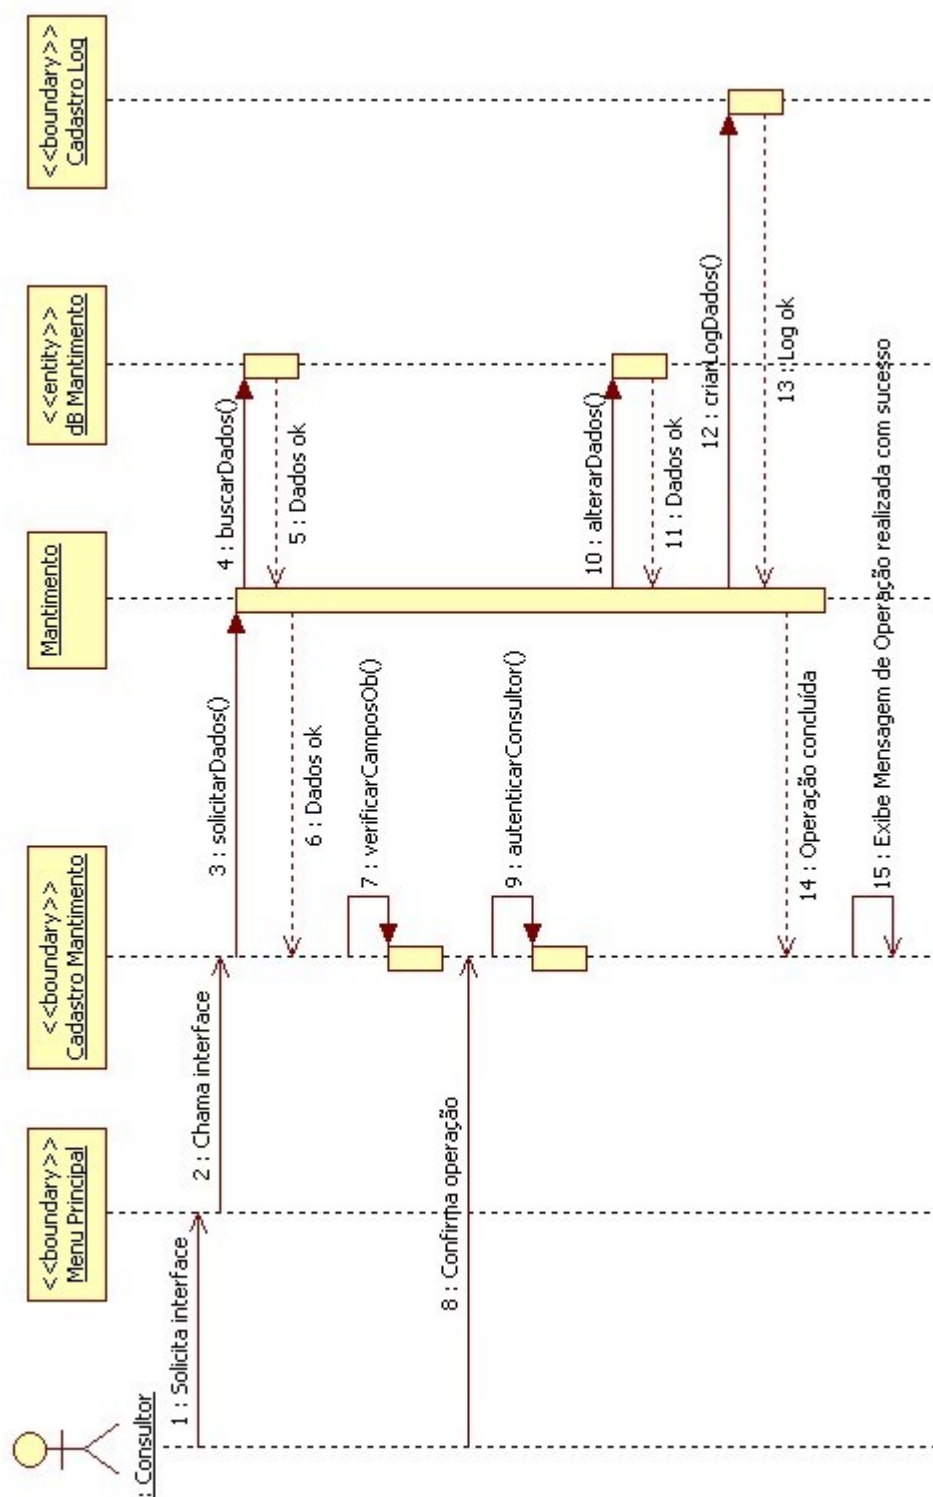 : Consultor
<<boundary>>
Menu Principal
<<boundary>>
Cadastro Mantimento
Mantimento
<<entity>>
dB Mantimento
<<boundary>>
Cadastro Log
1 : Solicita interface
2 : Chama interface
3 : solicitarDados()
4 : buscarDados()
5 : Dados ok
6 : Dados ok
7 : verificarCamposOb()
8 : Confirma operação
9 : autenticarConsultor()
10 : alterarDados()
11 : Dados ok
12 : criarLogDados()
13 : Log ok
14 : Operação concluída
15 : Exibe Mensagem de Operação realizada com sucesso